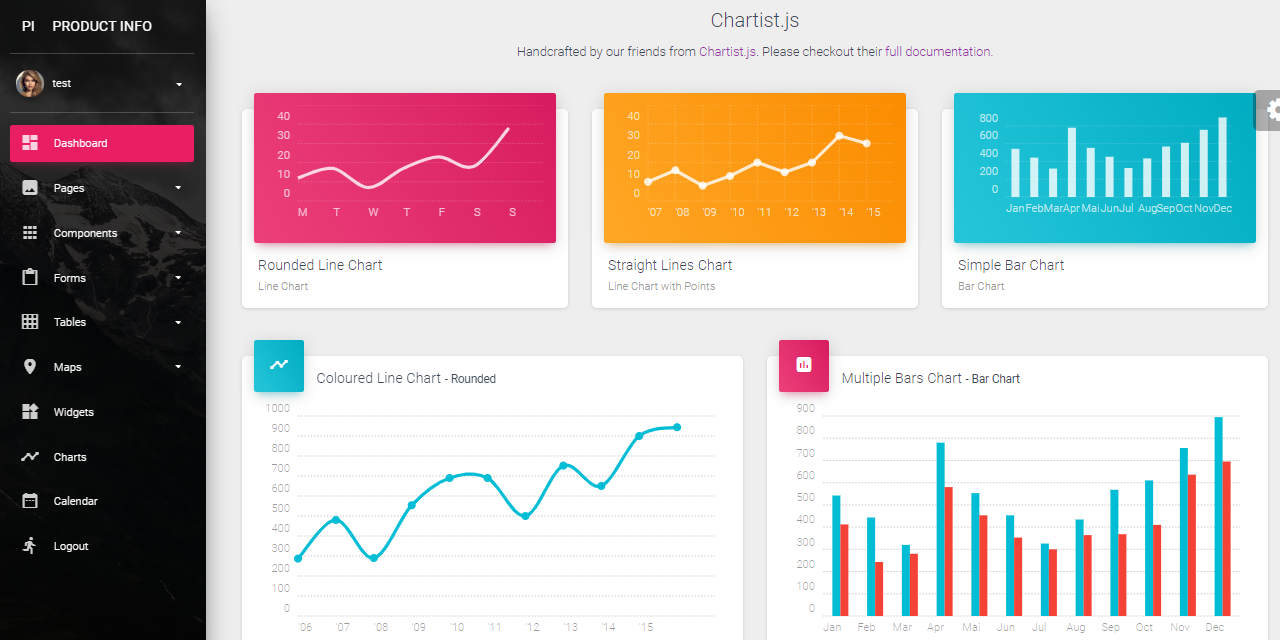 PI PRODUCT INFO
test
Dashboard
Pages
Components
Forms
Tables
Maps
Widgets
Charts
Calendar
Logout
Chartist.js
Handcrafted by our friends from Chartist.js. Please checkout their full documentation.
40
30
20
10
0
M T W T F S S
Rounded Line Chart
Line Chart
40
30
20
10
0
'07 '08 '09 '10 '11 '12 '13 '14 '15
Straight Lines Chart
Line Chart with Points
800
600
400
200
0
Jan Feb Mar Apr Mai Jun Jul Aug Sep Oct Nov Dec
Simple Bar Chart
Bar Chart
Coloured Line Chart - Rounded
1000
900
800
700
600
500
400
300
200
100
0
'06 '07 '08 '09 '10 '11 '12 '13 '14 '15
Multiple Bars Chart - Bar Chart
900
800
700
600
500
400
300
200
100
0
Jan Feb Mar Apr Mai Jun Jul Aug Sep Oct Nov Dec